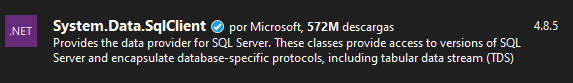 .NET
System.Data.SqlClient por Microsoft, 572M descargas 4.8.5
Provides the data provider for SQL Server. These classes provide access to versions of SQL
Server and encapsulate database-specific protocols, including tabular data stream (TDS)